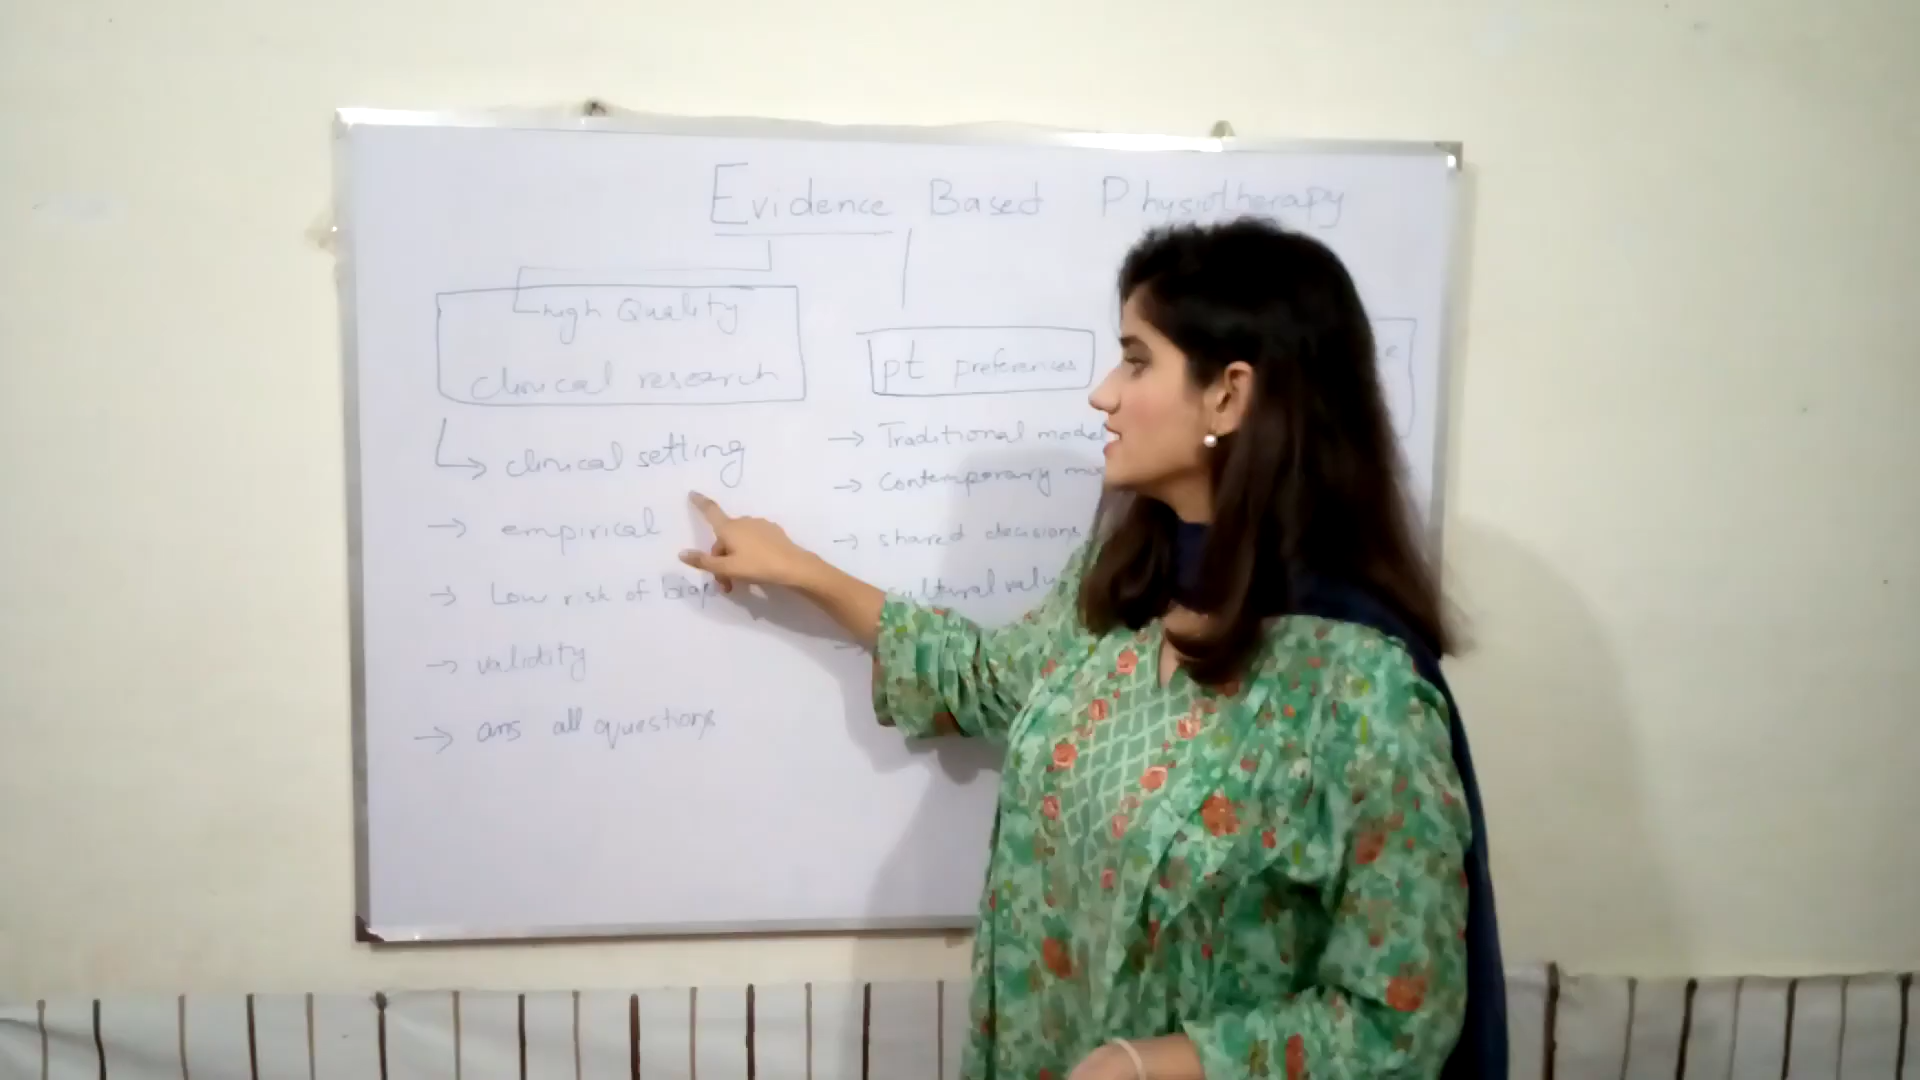 Evidence Based Physiotherapy
high Quality
clinical research
→ clinical setting
→ empirical
→ Low risk of
→ validity
→ ans all questions
pt preferences
→ Traditional model
→ Contemporary
→ shared decisions
cultural